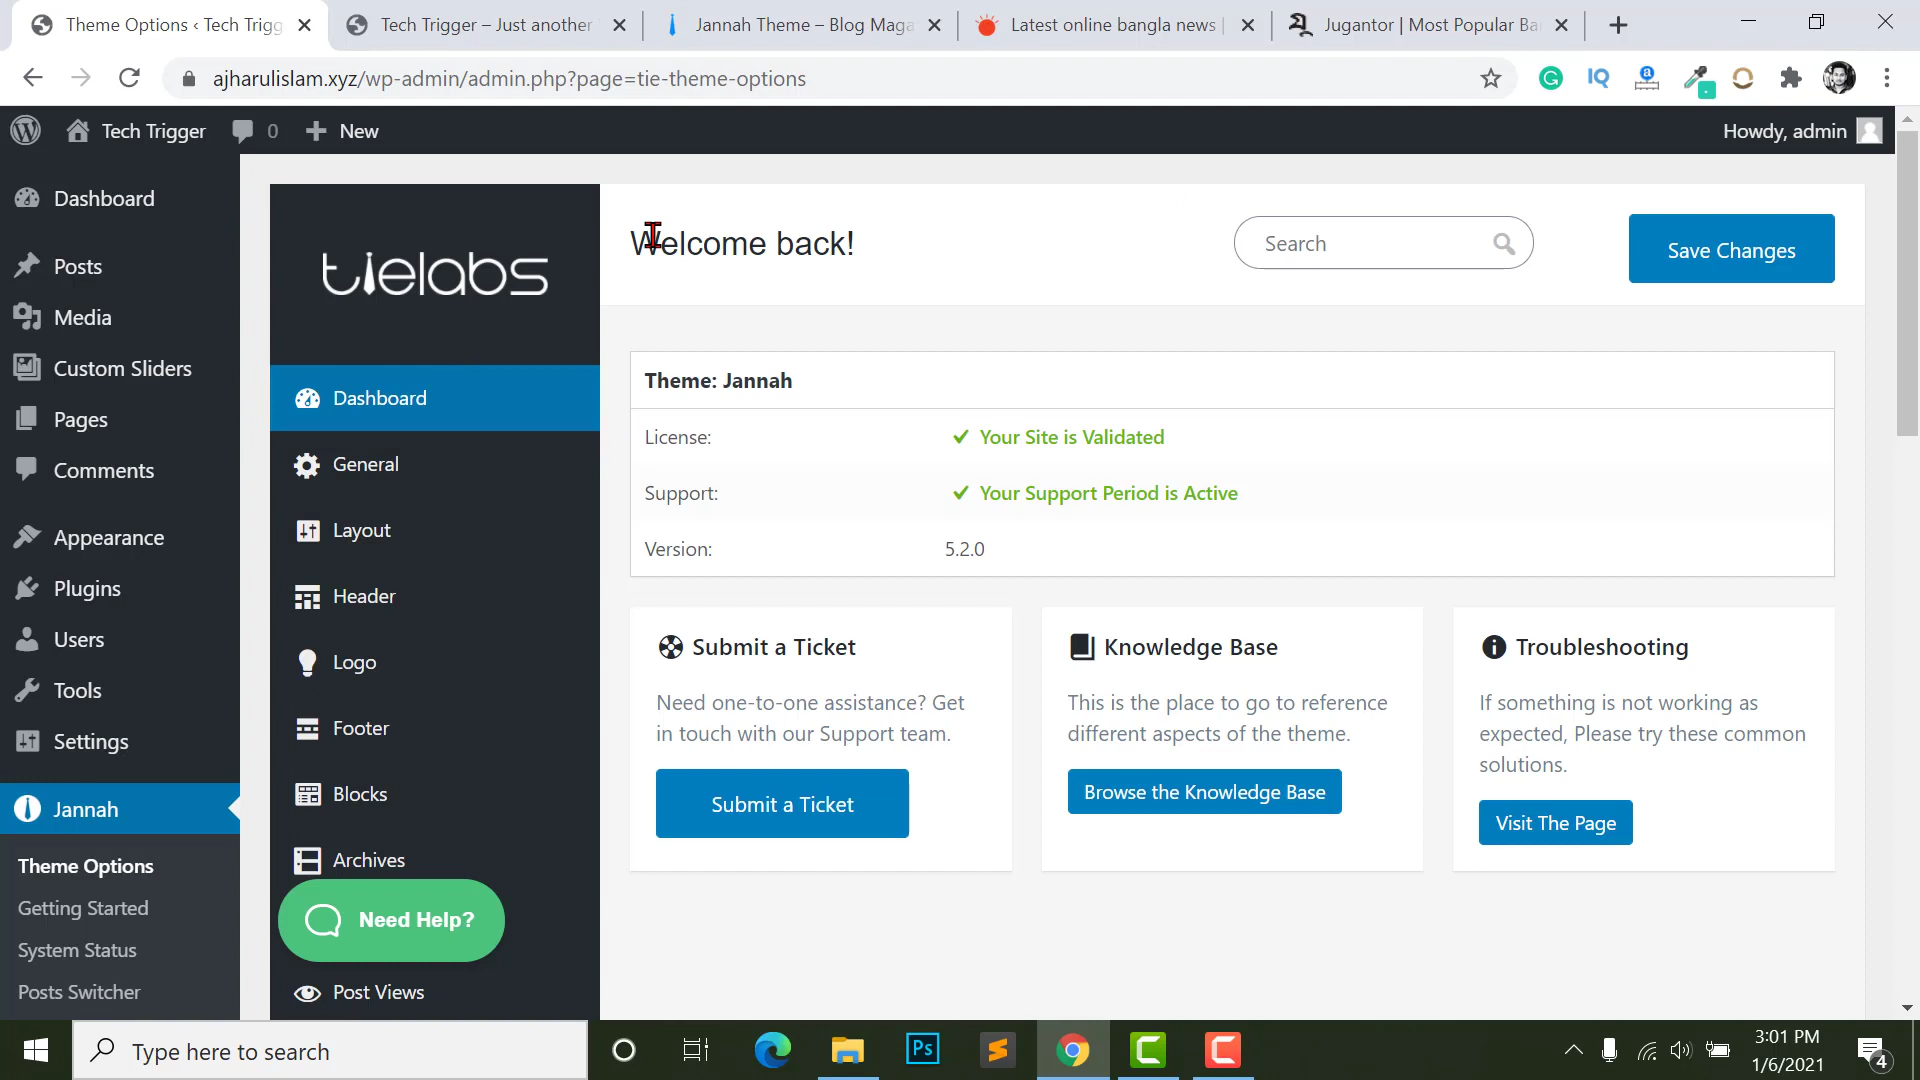 Theme Options ‹ Tech Trigg
Tech Trigger – Just another
Jannah Theme – Blog Maga
Latest online bangla news |
Jugantor | Most Popular Ba
ajharulislam.xyz/wp-admin/admin.php?page=tie-theme-options
Tech Trigger
0
New
Howdy, admin
Dashboard
Posts
Media
Custom Sliders
Pages
Comments
Appearance
Plugins
Users
Tools
Settings
Jannah
Theme Options
Getting Started
System Status
Posts Switcher
tielabs
Dashboard
General
Layout
Header
Logo
Footer
Blocks
Archives
Need Help?
Post Views
Welcome back!
Search
Save Changes
Theme: Jannah
License: Your Site is Validated
Support: Your Support Period is Active
Version: 5.2.0
Submit a Ticket
Need one-to-one assistance? Get
in touch with our Support team.
Submit a Ticket
Knowledge Base
This is the place to go to reference
different aspects of the theme.
Browse the Knowledge Base
Troubleshooting
If something is not working as
expected, Please try these common
solutions.
Visit The Page
Type here to search
Ps
3:01 PM
1/6/2021
4